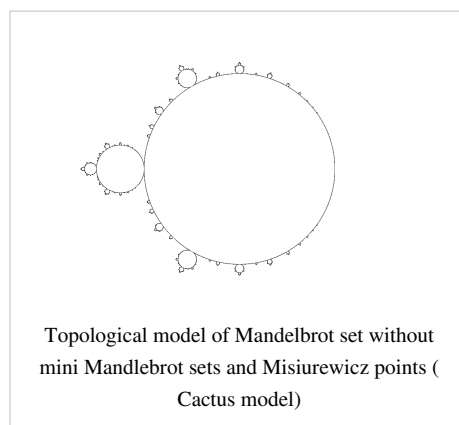 Topological model of Mandelbrot set without
mini Mandlebrot sets and Misiurewicz points (
Cactus model)